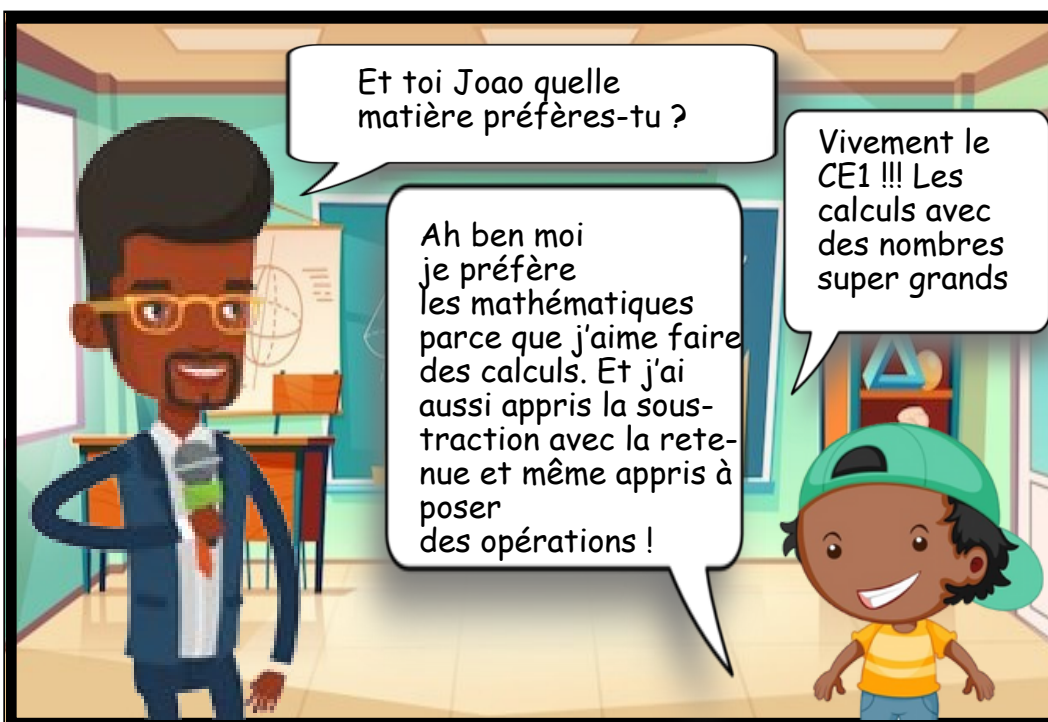 Et toi Joao quelle
matière préfères-tu ?
Ah ben moi
je préfère
les mathématiques
parce que j'aime faire
des calculs. Et j'ai
aussi appris la sous-
traction avec la rete-
nue et même appris à
poser
des opérations !
Vivement le
CE1 !!! Les
calculs avec
des nombres
super grands